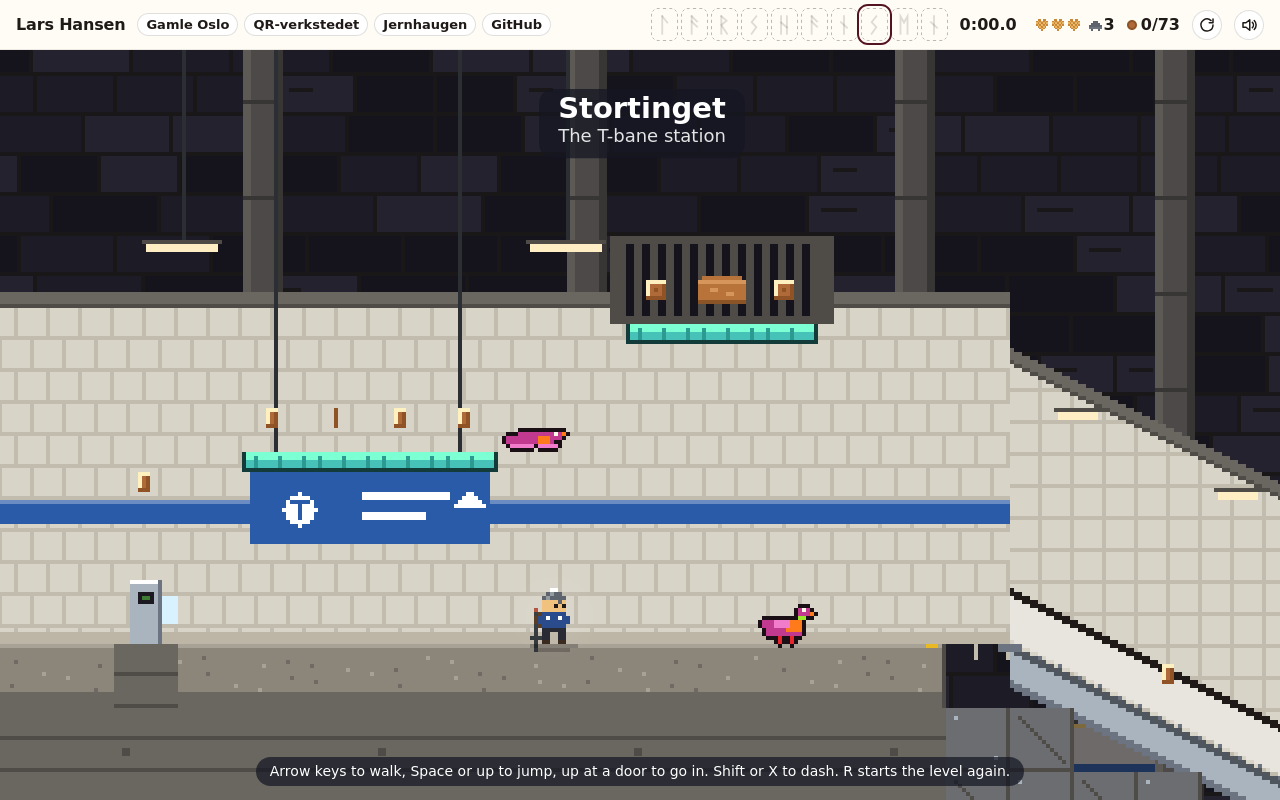 Lars Hansen Gamle Oslo QR-verkstedet Jernhaugen GitHub ᛚ ᚨ ᚱ ᛊ ᚺ ᚨ ᚾ ᛊ ᛖ ᚾ 0:00.0 3 0/73
Stortinget
The T-bane station
T
Arrow keys to walk, Space or up to jump, up at a door to go in. Shift or X to dash. R starts the level again.